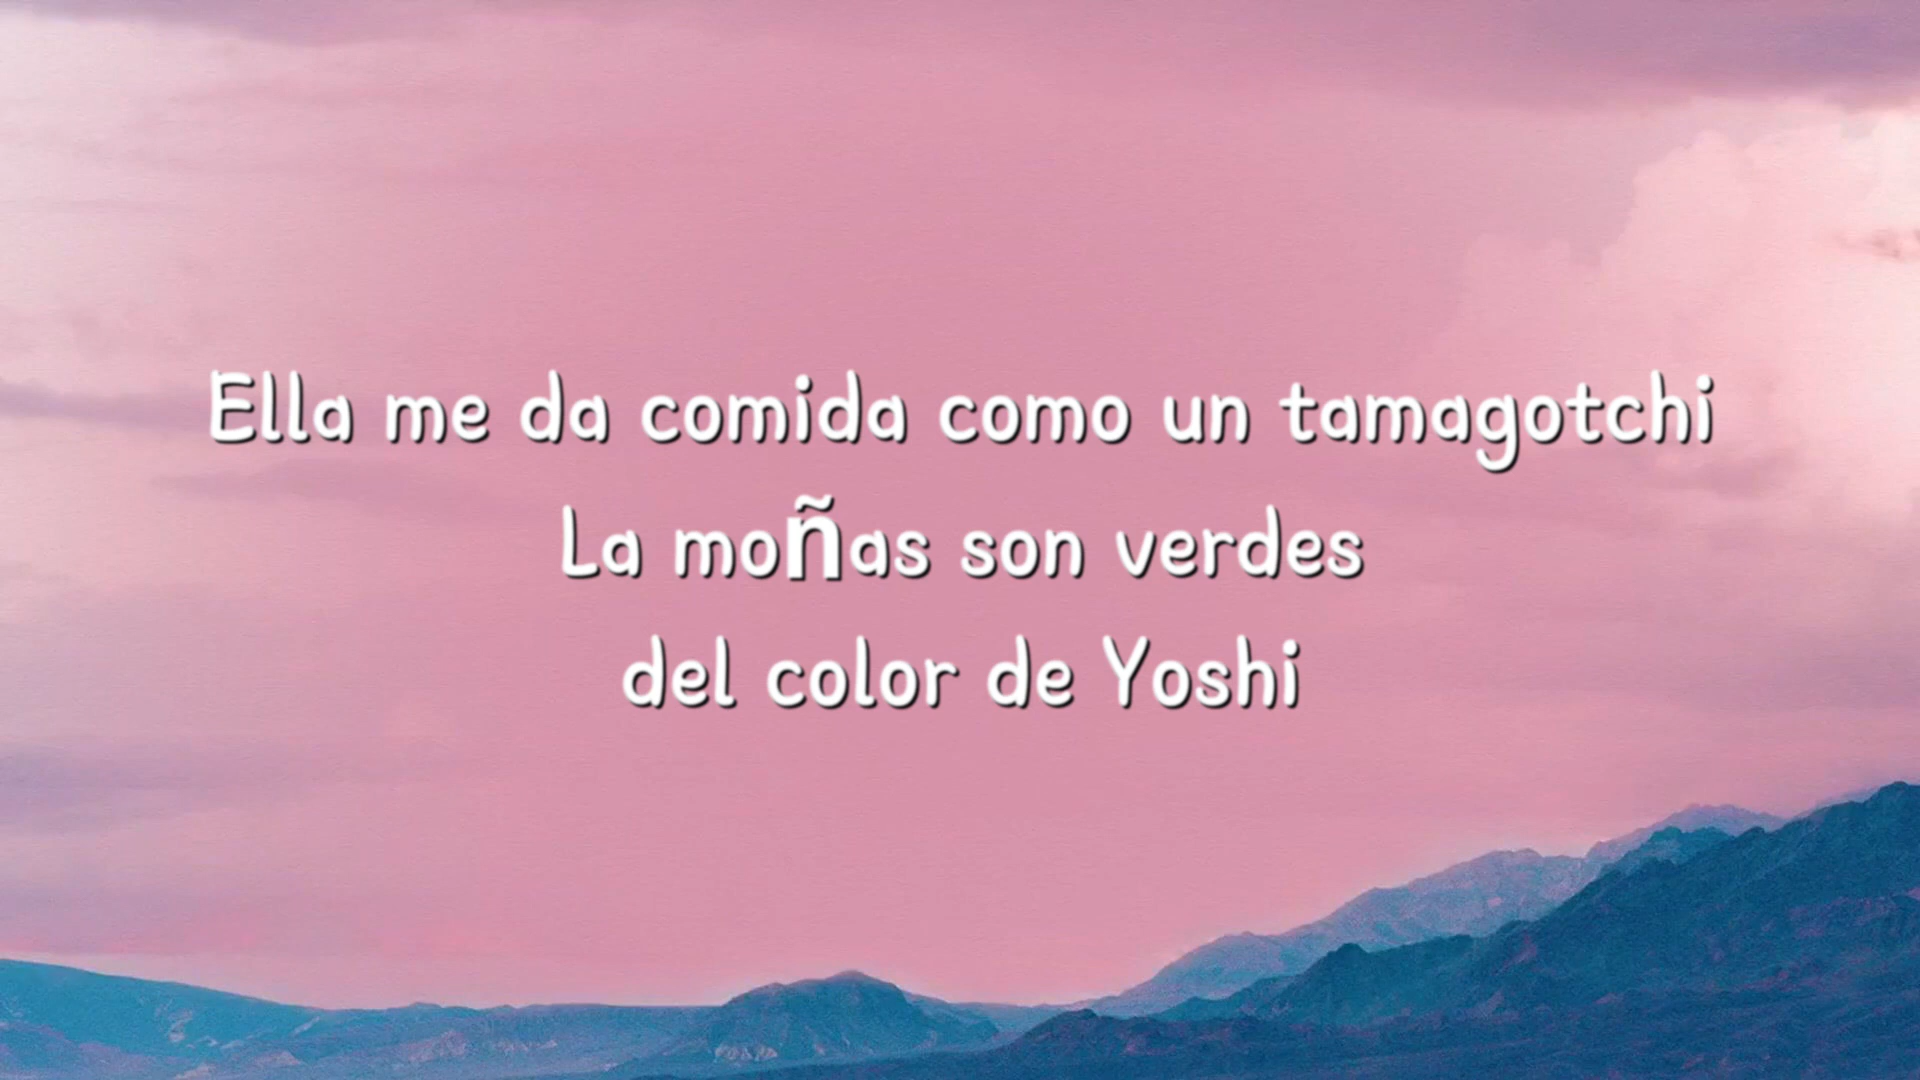 Ella me da comida como un tamagotchi
La moñas son verdes
del color de Yoshi